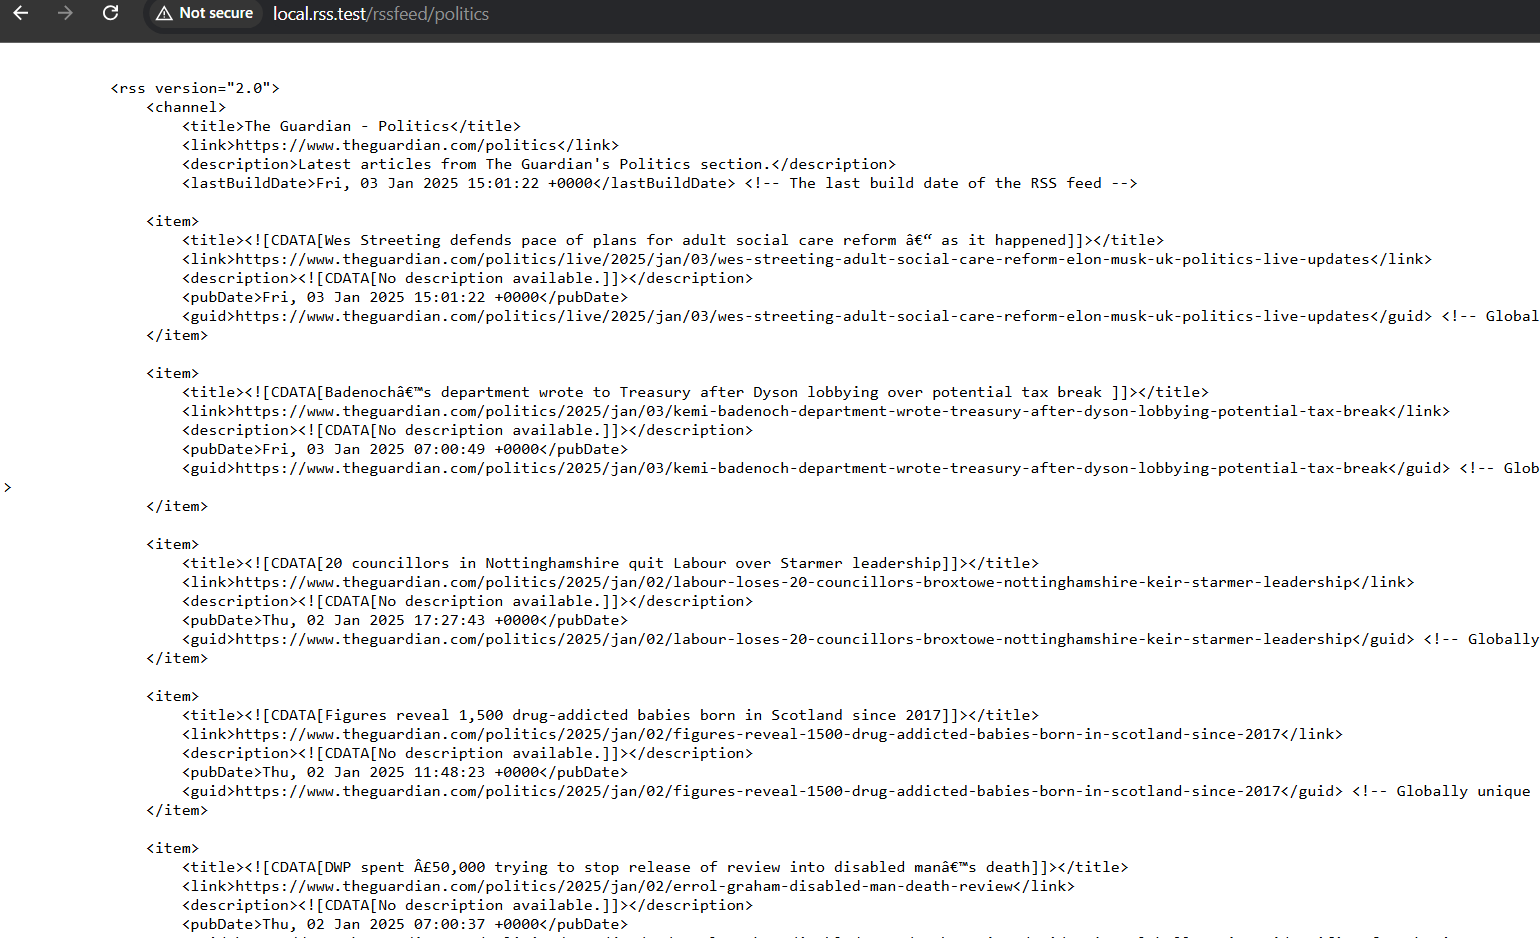 Not secure local.rss.test/rssfeed/politics
<rss version="2.0">
<channel>
<title>The Guardian - Politics</title>
<link>https://www.theguardian.com/politics</link>
<description>Latest articles from The Guardian's Politics section.</description>
<lastBuildDate>Fri, 03 Jan 2025 15:01:22 +0000</lastBuildDate> <!-- The last build date of the RSS feed -->
<item>
<title><![CDATA[Wes Streeting defends pace of plans for adult social care reform â€“ as it happened]]></title>
<link>https://www.theguardian.com/politics/live/2025/jan/03/wes-streeting-adult-social-care-reform-elon-musk-uk-politics-live-updates</link>
<description><![CDATA[No description available.]]></description>
<pubDate>Fri, 03 Jan 2025 15:01:22 +0000</pubDate>
<guid>https://www.theguardian.com/politics/live/2025/jan/03/wes-streeting-adult-social-care-reform-elon-musk-uk-politics-live-updates</guid> <!-- Global
</item>
<item>
<title><![CDATA[Badenochâ€™s department wrote to Treasury after Dyson lobbying over potential tax break ]]></title>
<link>https://www.theguardian.com/politics/2025/jan/03/kemi-badenoch-department-wrote-treasury-after-dyson-lobbying-potential-tax-break</link>
<description><![CDATA[No description available.]]></description>
<pubDate>Fri, 03 Jan 2025 07:00:49 +0000</pubDate>
<guid>https://www.theguardian.com/politics/2025/jan/03/kemi-badenoch-department-wrote-treasury-after-dyson-lobbying-potential-tax-break</guid> <!-- Glob
>
</item>
<item>
<title><![CDATA[20 councillors in Nottinghamshire quit Labour over Starmer leadership]]></title>
<link>https://www.theguardian.com/politics/2025/jan/02/labour-loses-20-councillors-broxtowe-nottinghamshire-keir-starmer-leadership</link>
<description><![CDATA[No description available.]]></description>
<pubDate>Thu, 02 Jan 2025 17:27:43 +0000</pubDate>
<guid>https://www.theguardian.com/politics/2025/jan/02/labour-loses-20-councillors-broxtowe-nottinghamshire-keir-starmer-leadership</guid> <!-- Globally
</item>
<item>
<title><![CDATA[Figures reveal 1,500 drug-addicted babies born in Scotland since 2017]]></title>
<link>https://www.theguardian.com/politics/2025/jan/02/figures-reveal-1500-drug-addicted-babies-born-in-scotland-since-2017</link>
<description><![CDATA[No description available.]]></description>
<pubDate>Thu, 02 Jan 2025 11:48:23 +0000</pubDate>
<guid>https://www.theguardian.com/politics/2025/jan/02/figures-reveal-1500-drug-addicted-babies-born-in-scotland-since-2017</guid> <!-- Globally unique
</item>
<item>
<title><![CDATA[DWP spent Â£50,000 trying to stop release of review into disabled manâ€™s death]]></title>
<link>https://www.theguardian.com/politics/2025/jan/02/errol-graham-disabled-man-death-review</link>
<description><![CDATA[No description available.]]></description>
<pubDate>Thu, 02 Jan 2025 07:00:37 +0000</pubDate>